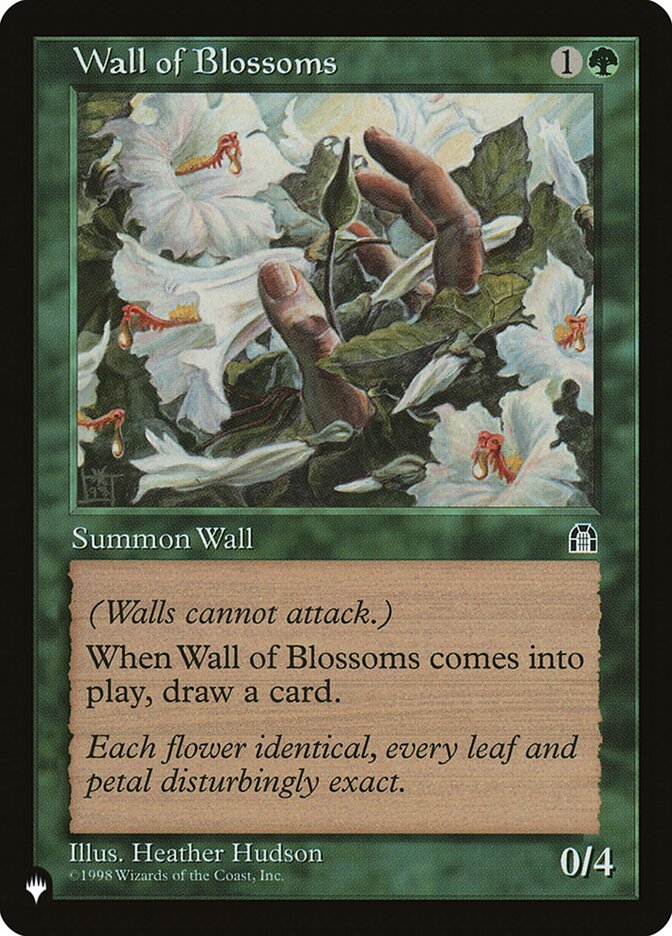 Wall of Blossoms
1
Summon Wall
(Walls cannot attack.)
When Wall of Blossoms comes into
play, draw a card.
Each flower identical, every leaf and
petal disturbingly exact.
Illus. Heather Hudson
©1998 Wizards of the Coast, Inc.
0/4